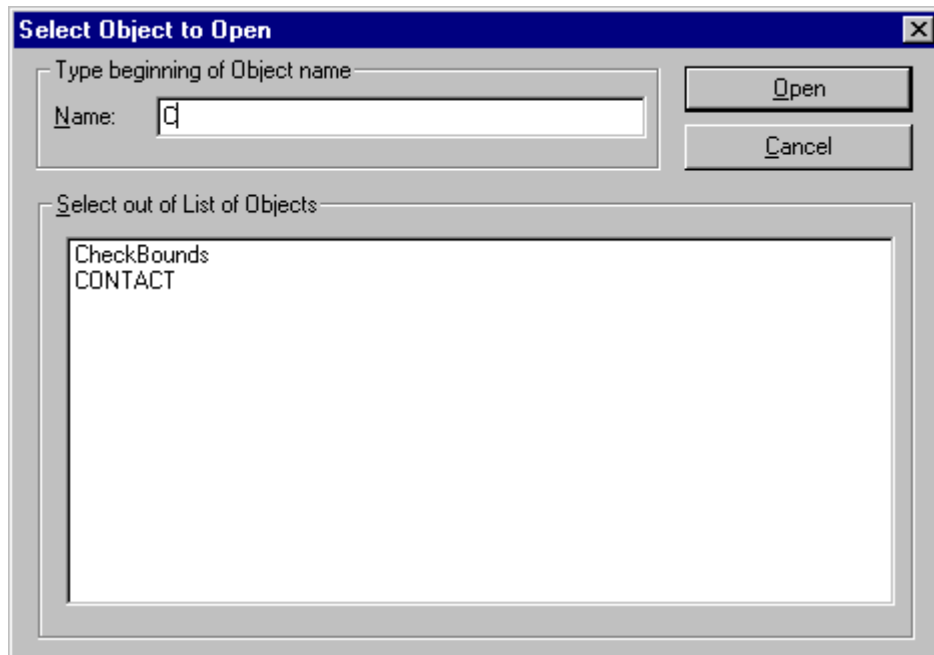 Select Object to Open
Type beginning of Object name
Name: C
Open
Cancel
Select out of List of Objects
CheckBounds
CONTACT